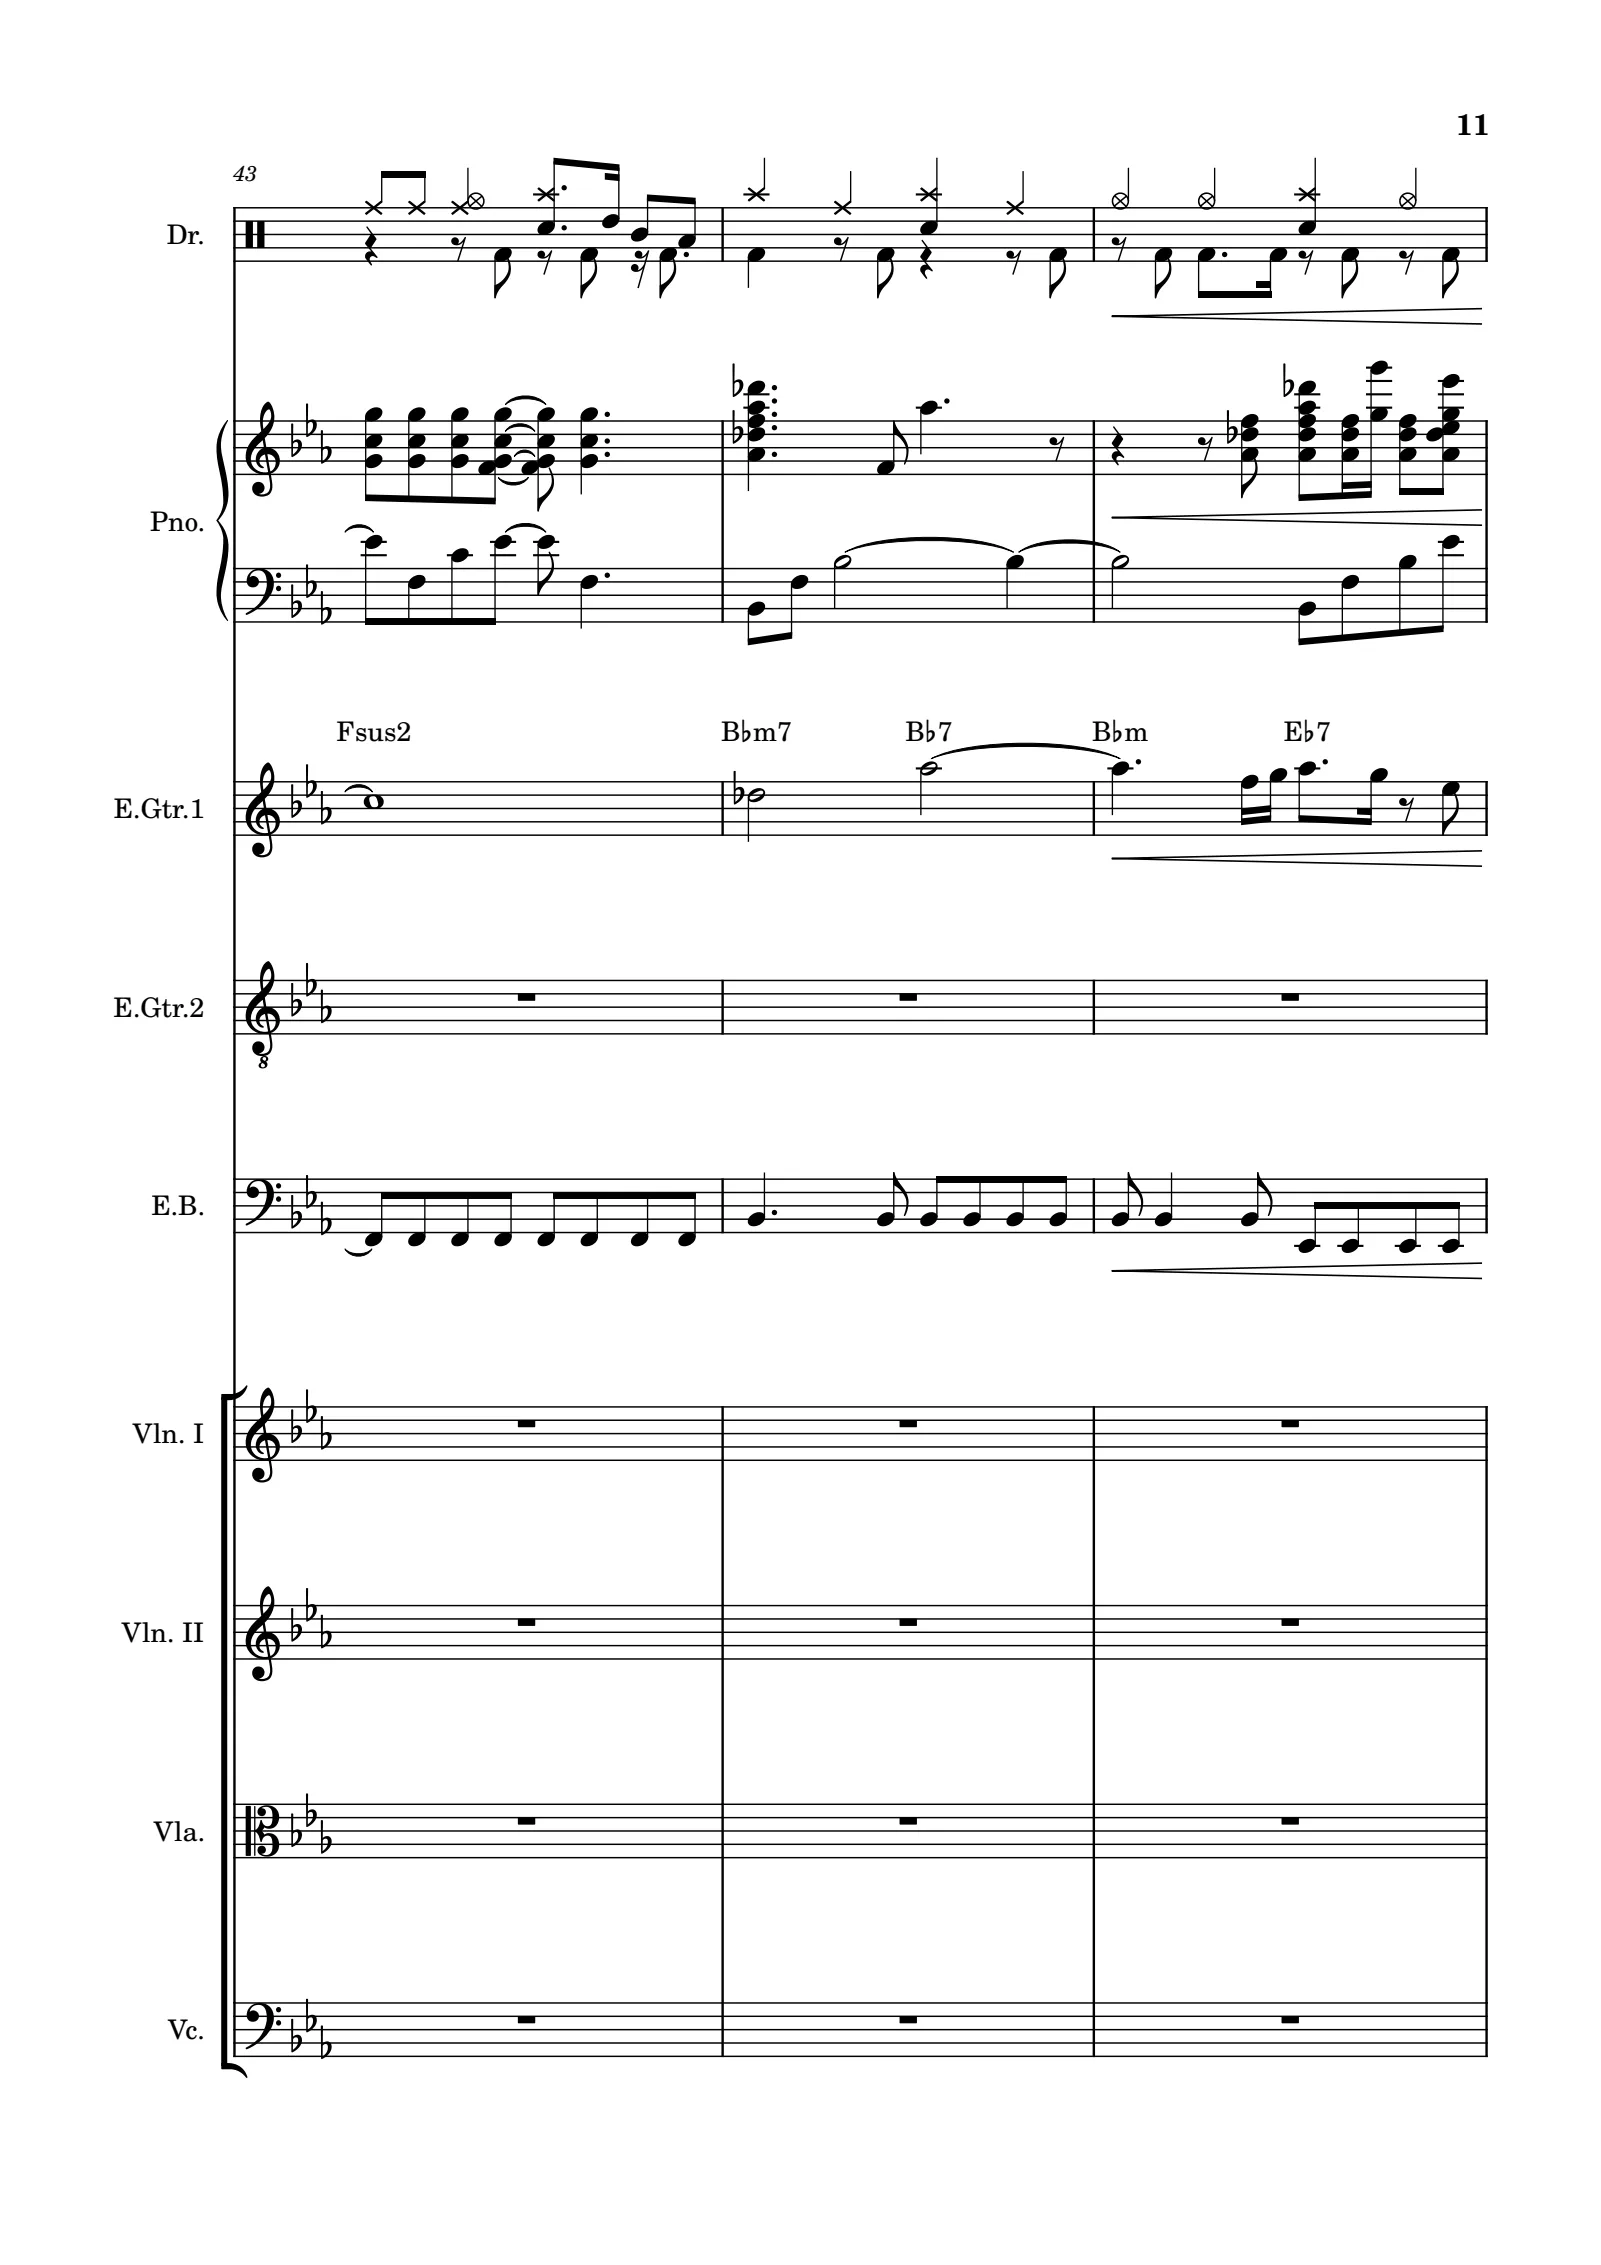 11
43
Dr.
Pno.
Fsus2 B♭m7 B♭7 B♭m E♭7
E.Gtr.1
E.Gtr.2
8
E.B.
Vln. I
Vln. II
Vla.
Vc.